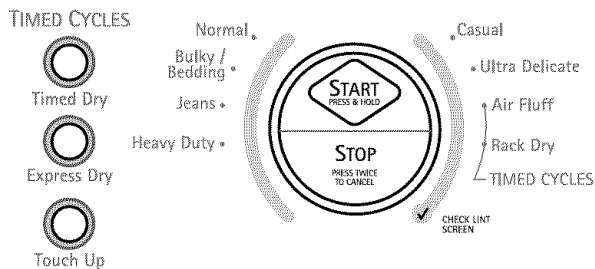 TIMED CYCLES
Timed Dry
Express Dry
Touch Up
Normal
Bulky /
Bedding
Jeans
Heavy Duty
START
PRESS & HOLD
STOP
PRESS TWICE
TO CANCEL
Casual
Ultra Delicate
Air Fluff
Rack Dry
TIMED CYCLES
CHECK LINT
SCREEN